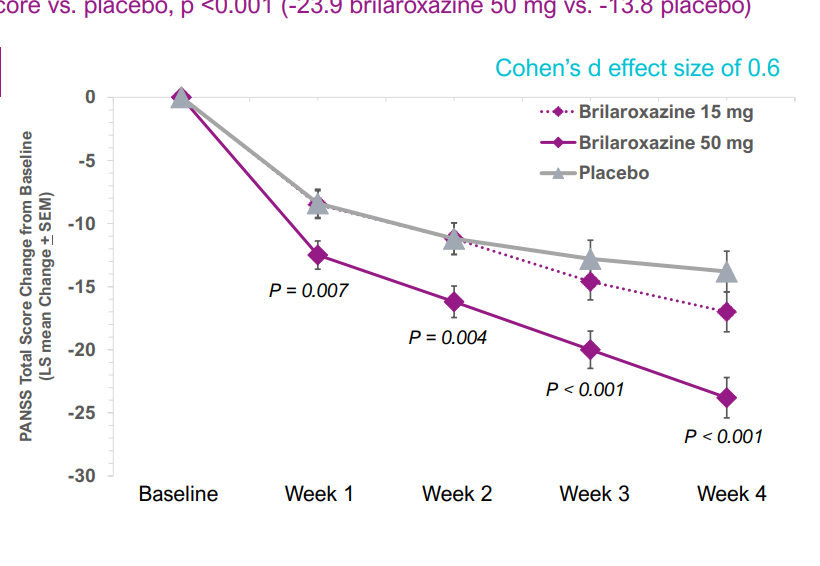 core vs. placebo, p <0.001 (-23.9 brilaroxazine 50 mg vs. -13.8 placebo)
Cohen's d effect size of 0.6
Brilaroxazine 15 mg
Brilaroxazine 50 mg
Placebo
PANSS Total Score Change from Baseline
(LS mean Change ± SEM)
0
-5
-10
-15
-20
-25
-30
P = 0.007
P = 0.004
P < 0.001
P < 0.001
Baseline Week 1 Week 2 Week 3 Week 4